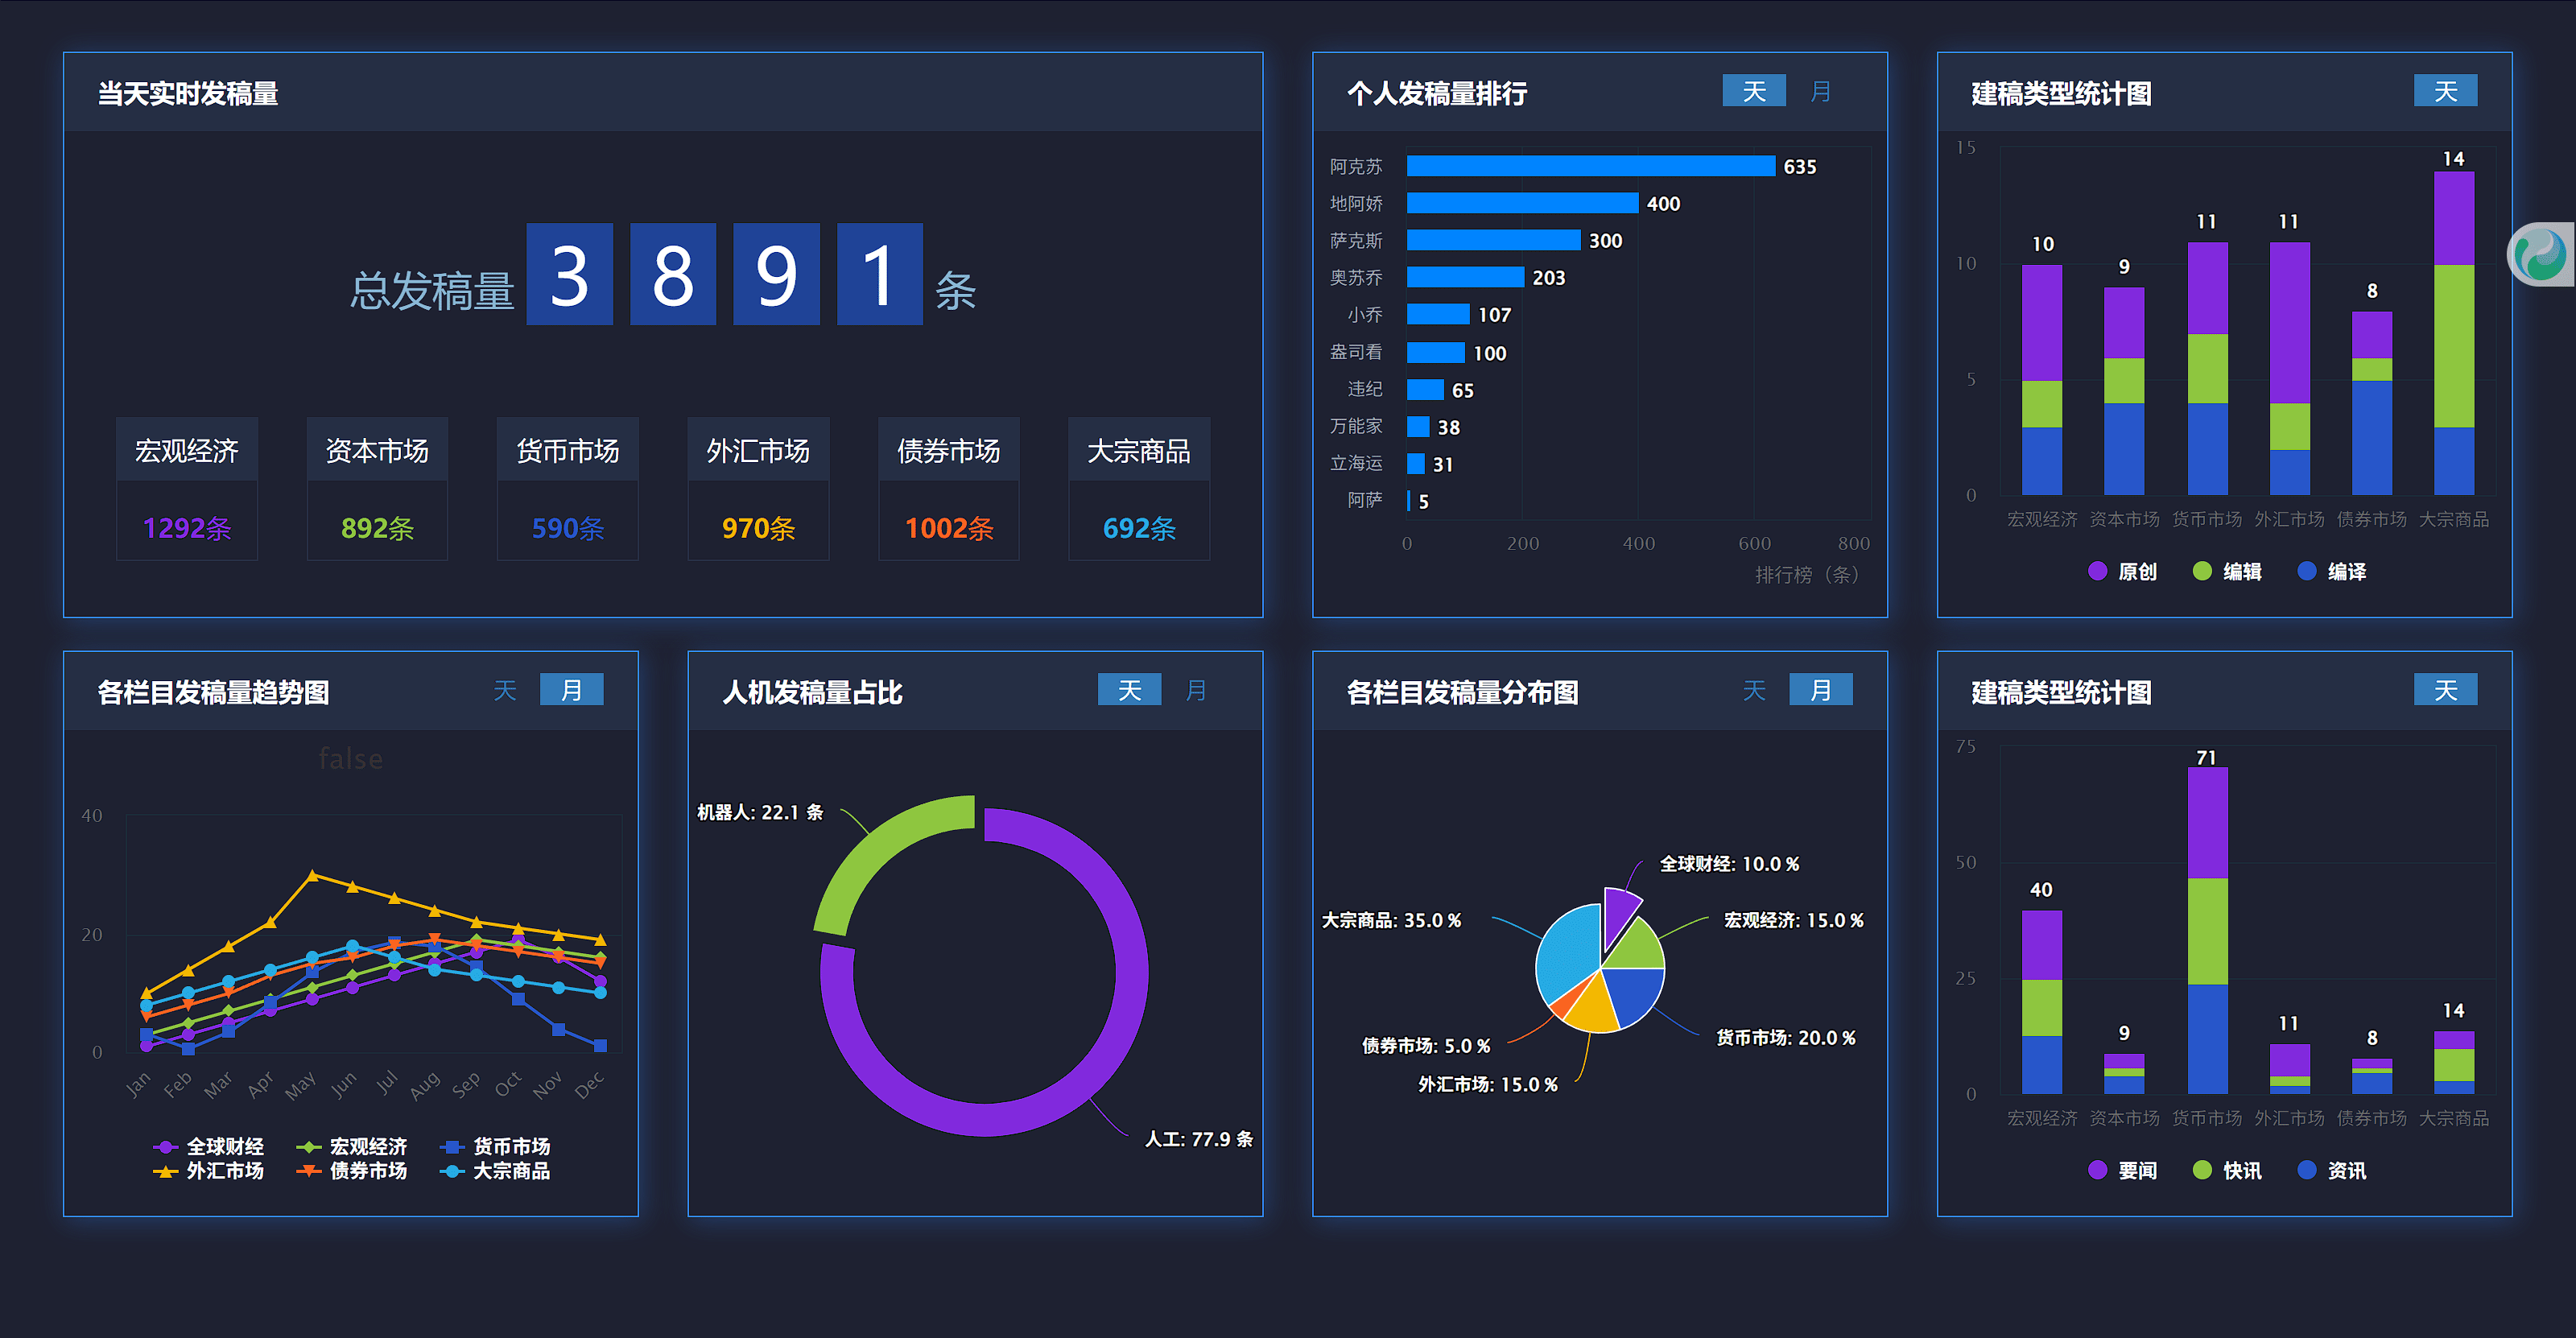 当天实时发稿量
总发稿量 3 8 9 1 条
宏观经济 资本市场 货币市场 外汇市场 债券市场 大宗商品
1292条 892条 590条 970条 1002条 692条
个人发稿量排行 天 月
阿克苏 635
地阿娇 400
萨克斯 300
奥苏乔 203
小乔 107
盎司看 100
违纪 65
万能家 38
立海运 31
阿萨 5
0 200 400 600 800
排行榜（条）
建稿类型统计图 天
15
10
5
0
10 9 11 11 8 14
宏观经济 资本市场 货币市场 外汇市场 债券市场 大宗商品
原创 编辑 编译
各栏目发稿量趋势图 天 月
false
40
20
0
Jan Feb Mar Apr May Jun Jul Aug Sep Oct Nov Dec
全球财经 宏观经济 货币市场
外汇市场 债券市场 大宗商品
人机发稿量占比 天 月
机器人: 22.1 条
人工: 77.9 条
各栏目发稿量分布图 天 月
全球财经: 10.0 %
大宗商品: 35.0 % 宏观经济: 15.0 %
债券市场: 5.0 % 货币市场: 20.0 %
外汇市场: 15.0 %
建稿类型统计图 天
75
50
25
0
40 9 71 11 8 14
宏观经济 资本市场 货币市场 外汇市场 债券市场 大宗商品
要闻 快讯 资讯